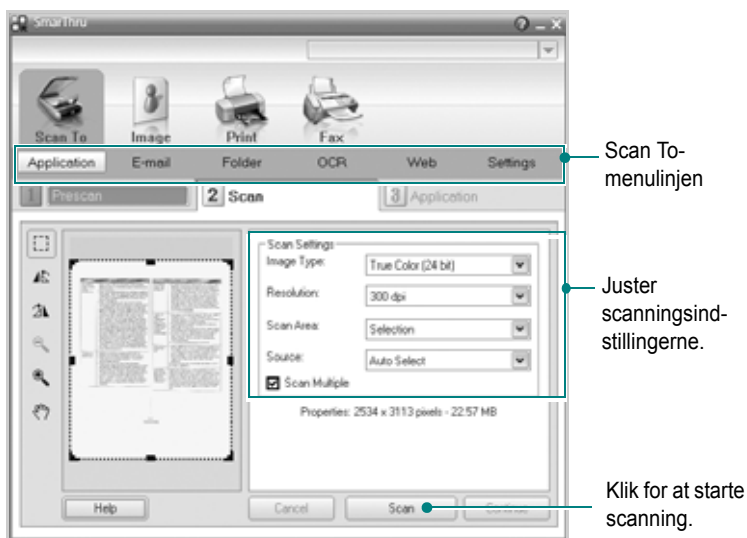 SmarThru
Scan To Image Print Fax
Application E-mail Folder OCR Web Settings
1 Prescan 2 Scan 3 Application
Scan Settings
Image Type: True Color (24 bit)
Resolution: 300 dpi
Scan Area: Selection
Source: Auto Select
Scan Multiple
Properties: 2534 x 3113 pixels - 22.57 MB
Help Cancel Scan Continue
Scan To-
menulinjen
Juster
scanningsind-
stillingerne.
Klik for at starte
scanning.